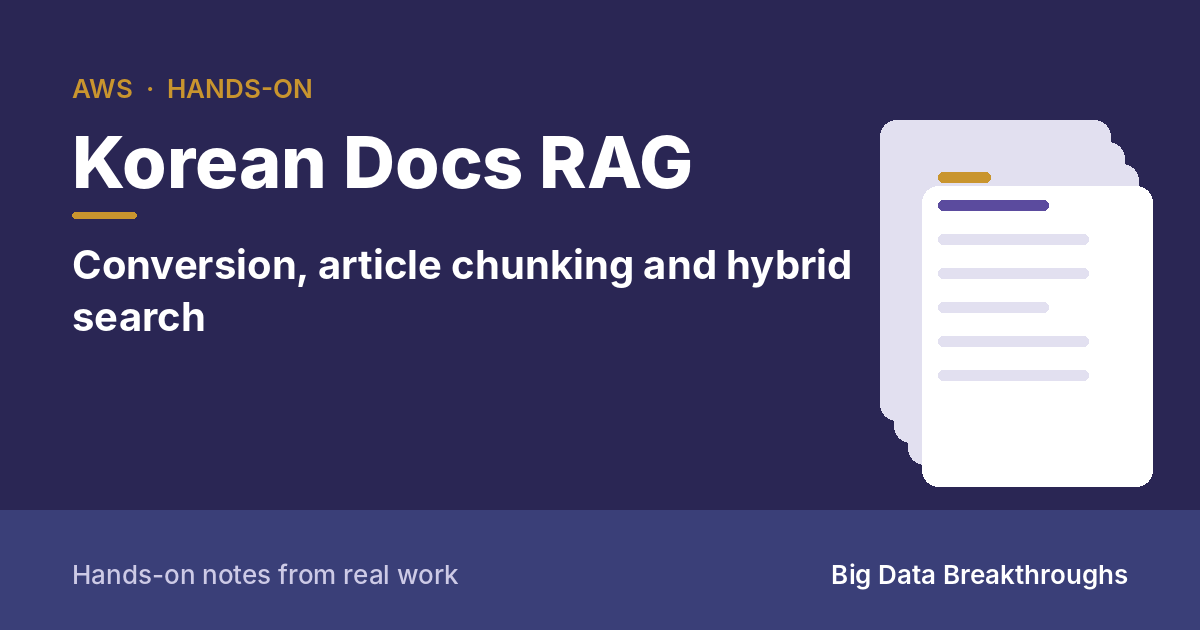 AWS · HANDS-ON
Korean Docs RAG
Conversion, article chunking and hybrid
search
Hands-on notes from real work
Big Data Breakthroughs